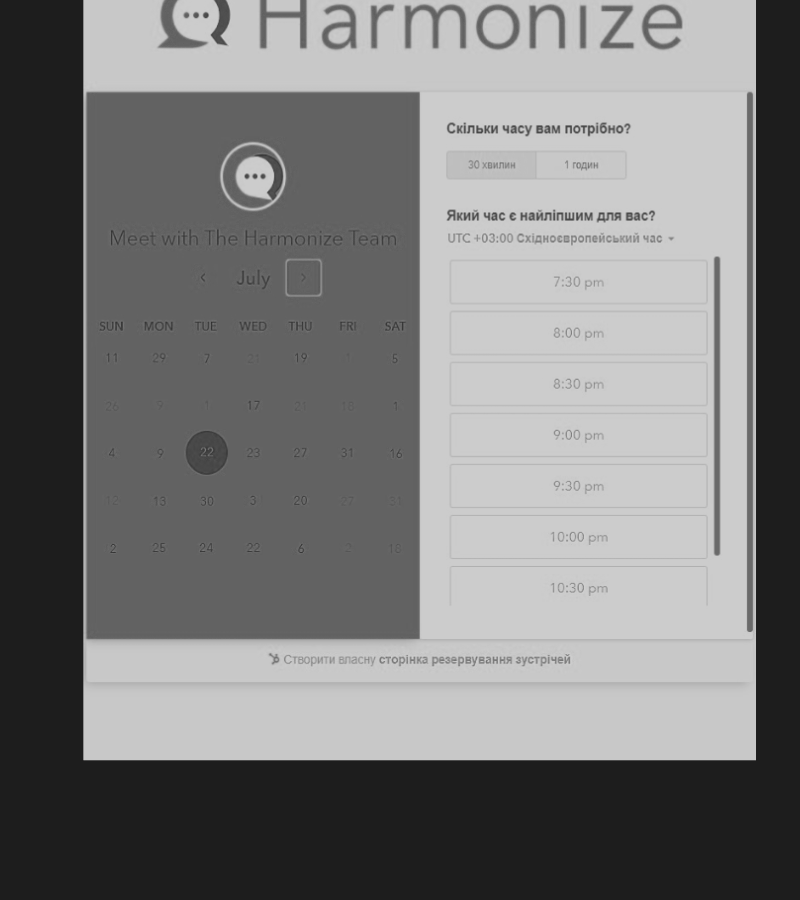 Harmonize
Meet with The Harmonize Team
July
SUN MON TUE WED THU FRI SAT
11 29 7 21 19 1 5
26 9 1 17 21 10 1
4 9 22 23 27 31 16
12 13 30 3 20 27 31
2 25 24 22 6 2 18
Скільки часу вам потрібно?
30 хвилин 1 годин
Який час є найліпшим для вас?
UTC +03:00 Східноєвропейський час
7:30 pm
8:00 pm
8:30 pm
9:00 pm
9:30 pm
10:00 pm
10:30 pm
Створити власну сторінка резервування зустрічей